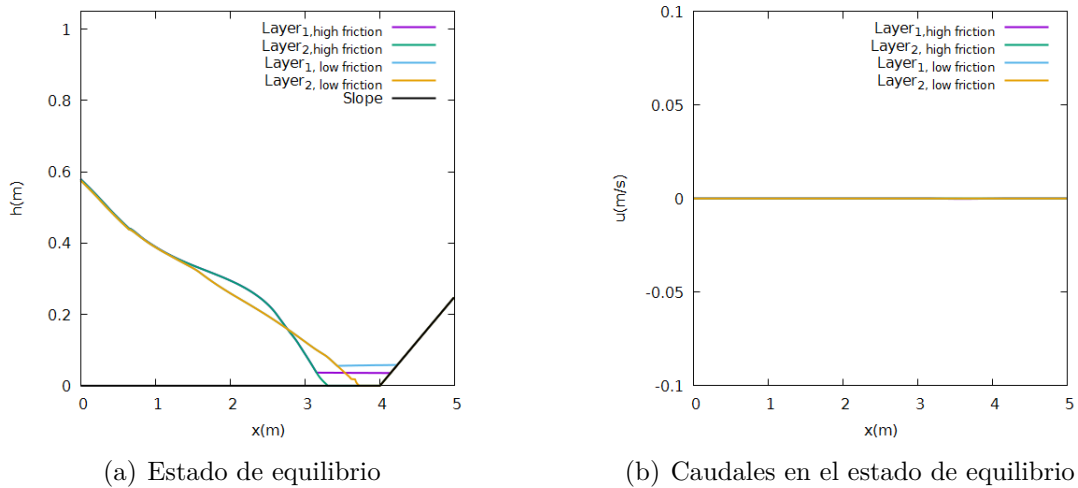 Layer1,high friction
Layer2,high friction
Layer1, low friction
Layer2, low friction
Slope
1
0.8
0.6
0.4
0.2
0
h(m)
0 1 2 3 4 5
x(m)
(a) Estado de equilibrio
Layer1,high friction
Layer2, high friction
Layer1, low friction
Layer2, low friction
0.1
0.05
0
-0.05
-0.1
u(m/s)
0 1 2 3 4 5
x(m)
(b) Caudales en el estado de equilibrio